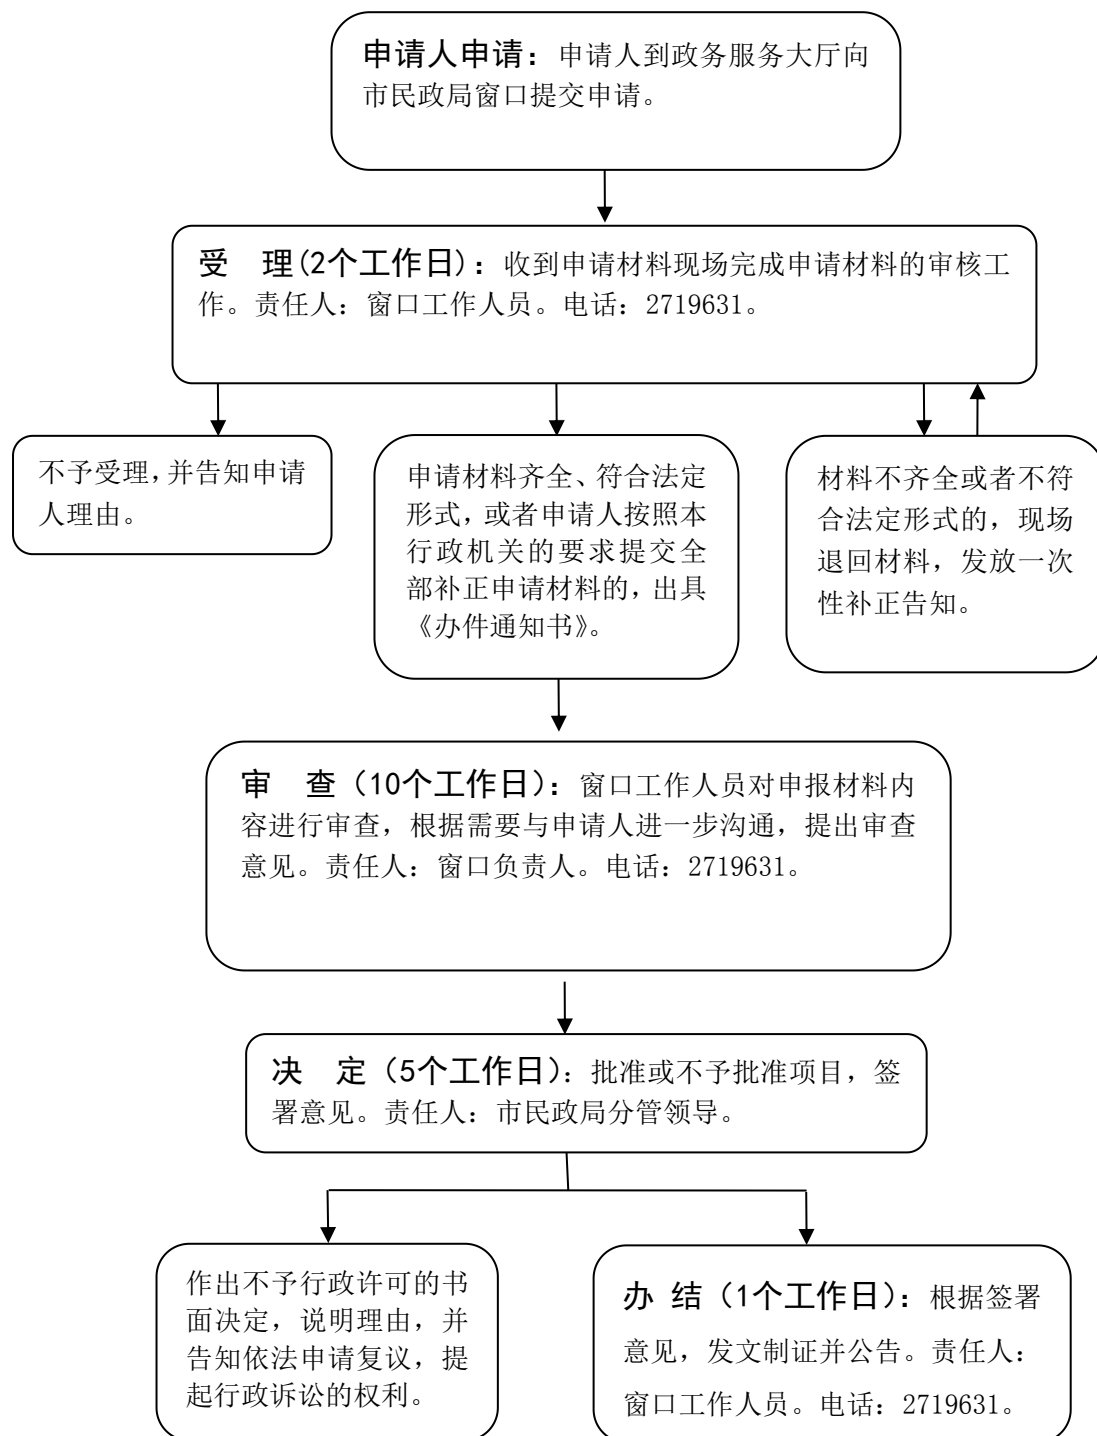 申请人申请：申请人到政务服务大厅向
市民政局窗口提交申请。
受　理(2个工作日)：收到申请材料现场完成申请材料的审核工
作。责任人：窗口工作人员。电话：2719631。
不予受理,并告知申请
人理由。
申请材料齐全、符合法定
形式,或者申请人按照本
行政机关的要求提交全
部补正申请材料的,出具
《办件通知书》。
材料不齐全或者不符
合法定形式的，现场
退回材料，发放一次
性补正告知。
审　查（10个工作日）：窗口工作人员对申报材料内
容进行审查，根据需要与申请人进一步沟通，提出审查
意见。责任人：窗口负责人。电话：2719631。
决　定（5个工作日）：批准或不予批准项目，签
署意见。责任人：市民政局分管领导。
作出不予行政许可的书
面决定，说明理由，并
告知依法申请复议，提
起行政诉讼的权利。
办 结（1个工作日）：根据签署
意见，发文制证并公告。责任人：
窗口工作人员。电话：2719631。